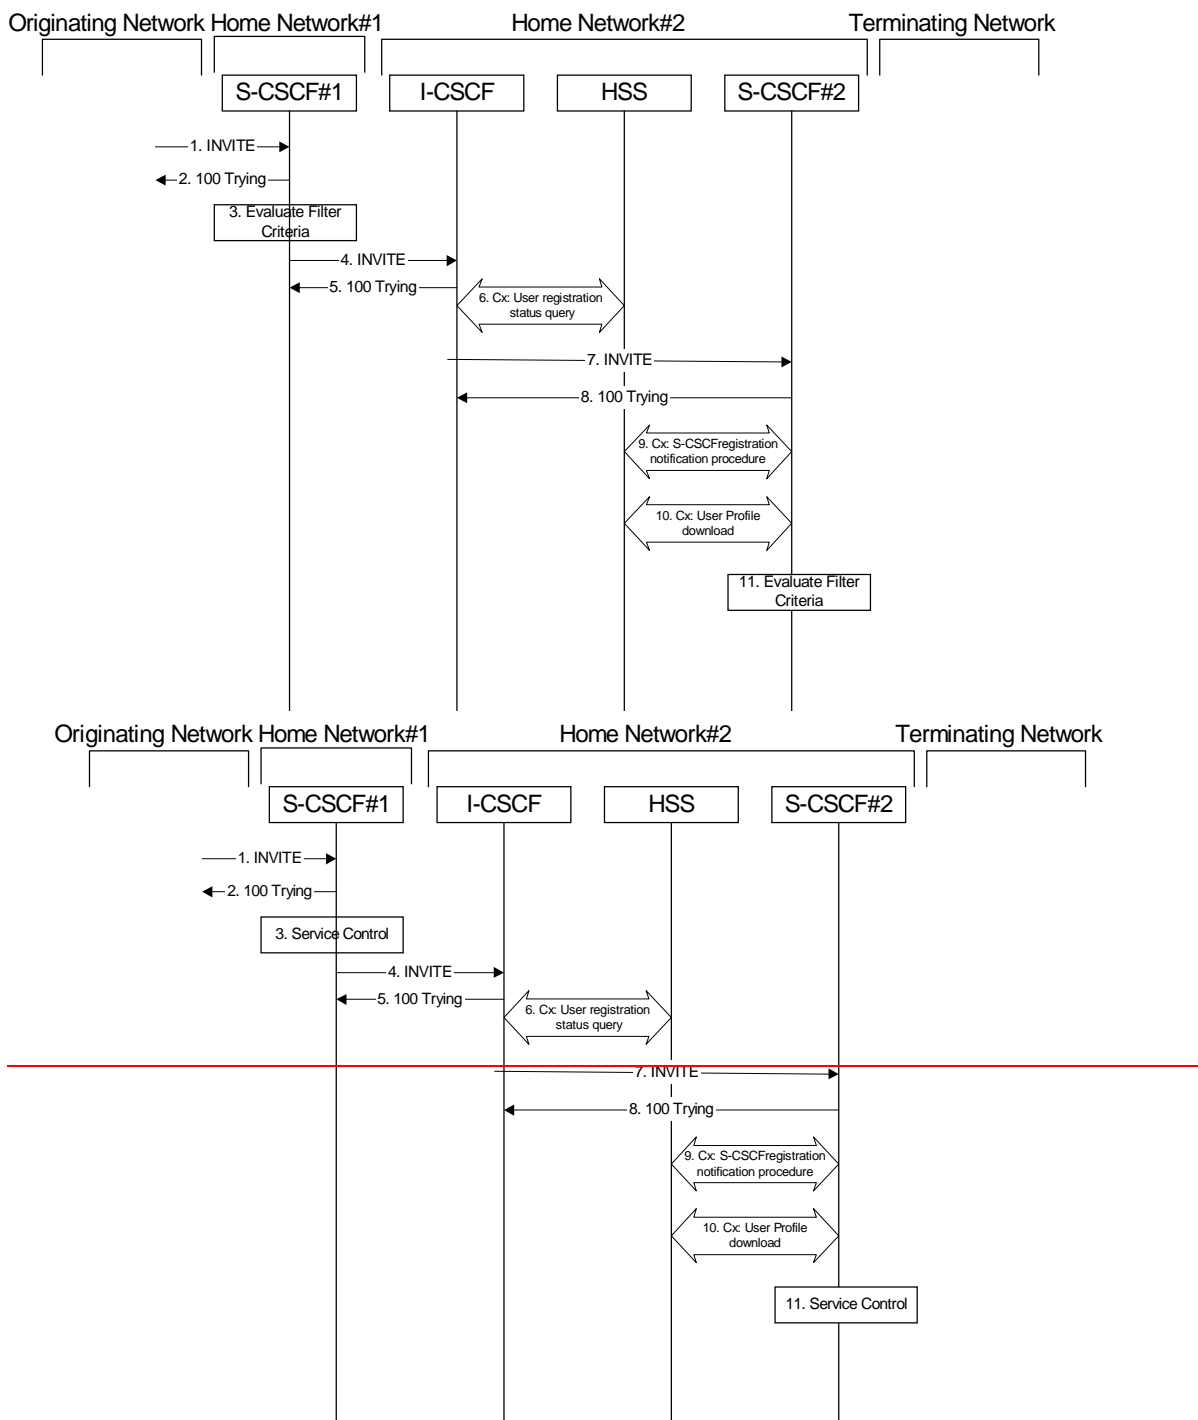 Originating Network Home Network#1 Home Network#2 Terminating Network
S-CSCF#1 I-CSCF HSS S-CSCF#2
1. INVITE
2. 100 Trying
3. Evaluate Filter
Criteria
4. INVITE
5. 100 Trying
6. Cx: User registration
status query
7. INVITE
8. 100 Trying
9. Cx: S-CSCFregistration
notification procedure
10. Cx: User Profile
download
11. Evaluate Filter
Criteria
Originating Network Home Network#1 Home Network#2 Terminating Network
S-CSCF#1 I-CSCF HSS S-CSCF#2
1. INVITE
2. 100 Trying
3. Service Control
4. INVITE
5. 100 Trying
6. Cx: User registration
status query
7. INVITE
8. 100 Trying
9. Cx: S-CSCFregistration
notification procedure
10. Cx: User Profile
download
11. Service Control